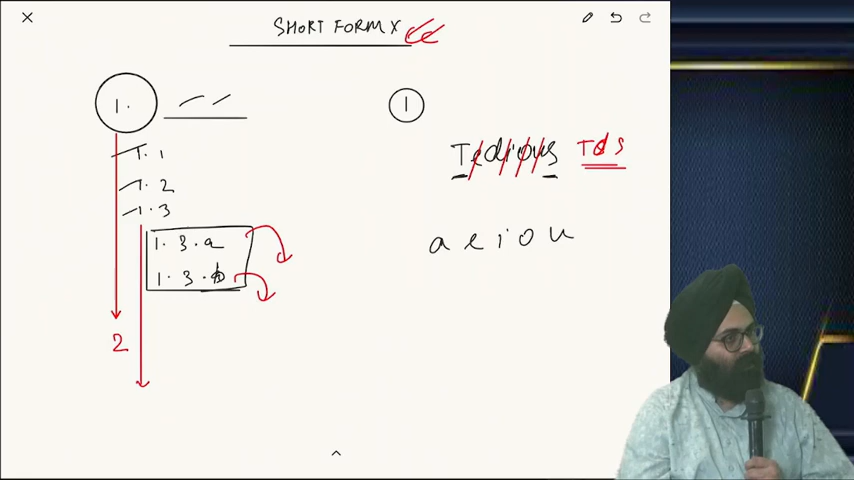 SHORT FORM X
1.
1.1
1.2
1.3
1.3.a
1.3.b
2
1
Tedious Tds
a e i o u